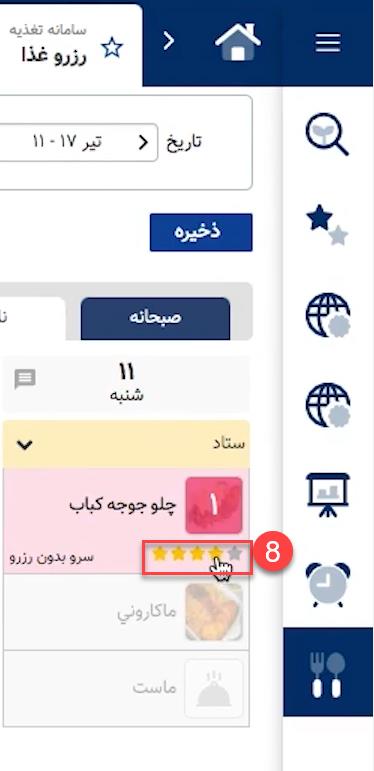 سامانه تغذیه
رزرو غذا
تاریخ
۱۱ - ۱۷ تیر
ذخیره
صبحانه
نا
۱۱
شنبه
ستاد
۱
چلو جوجه کباب
سرو بدون رزرو
8
ماکاروني
ماست